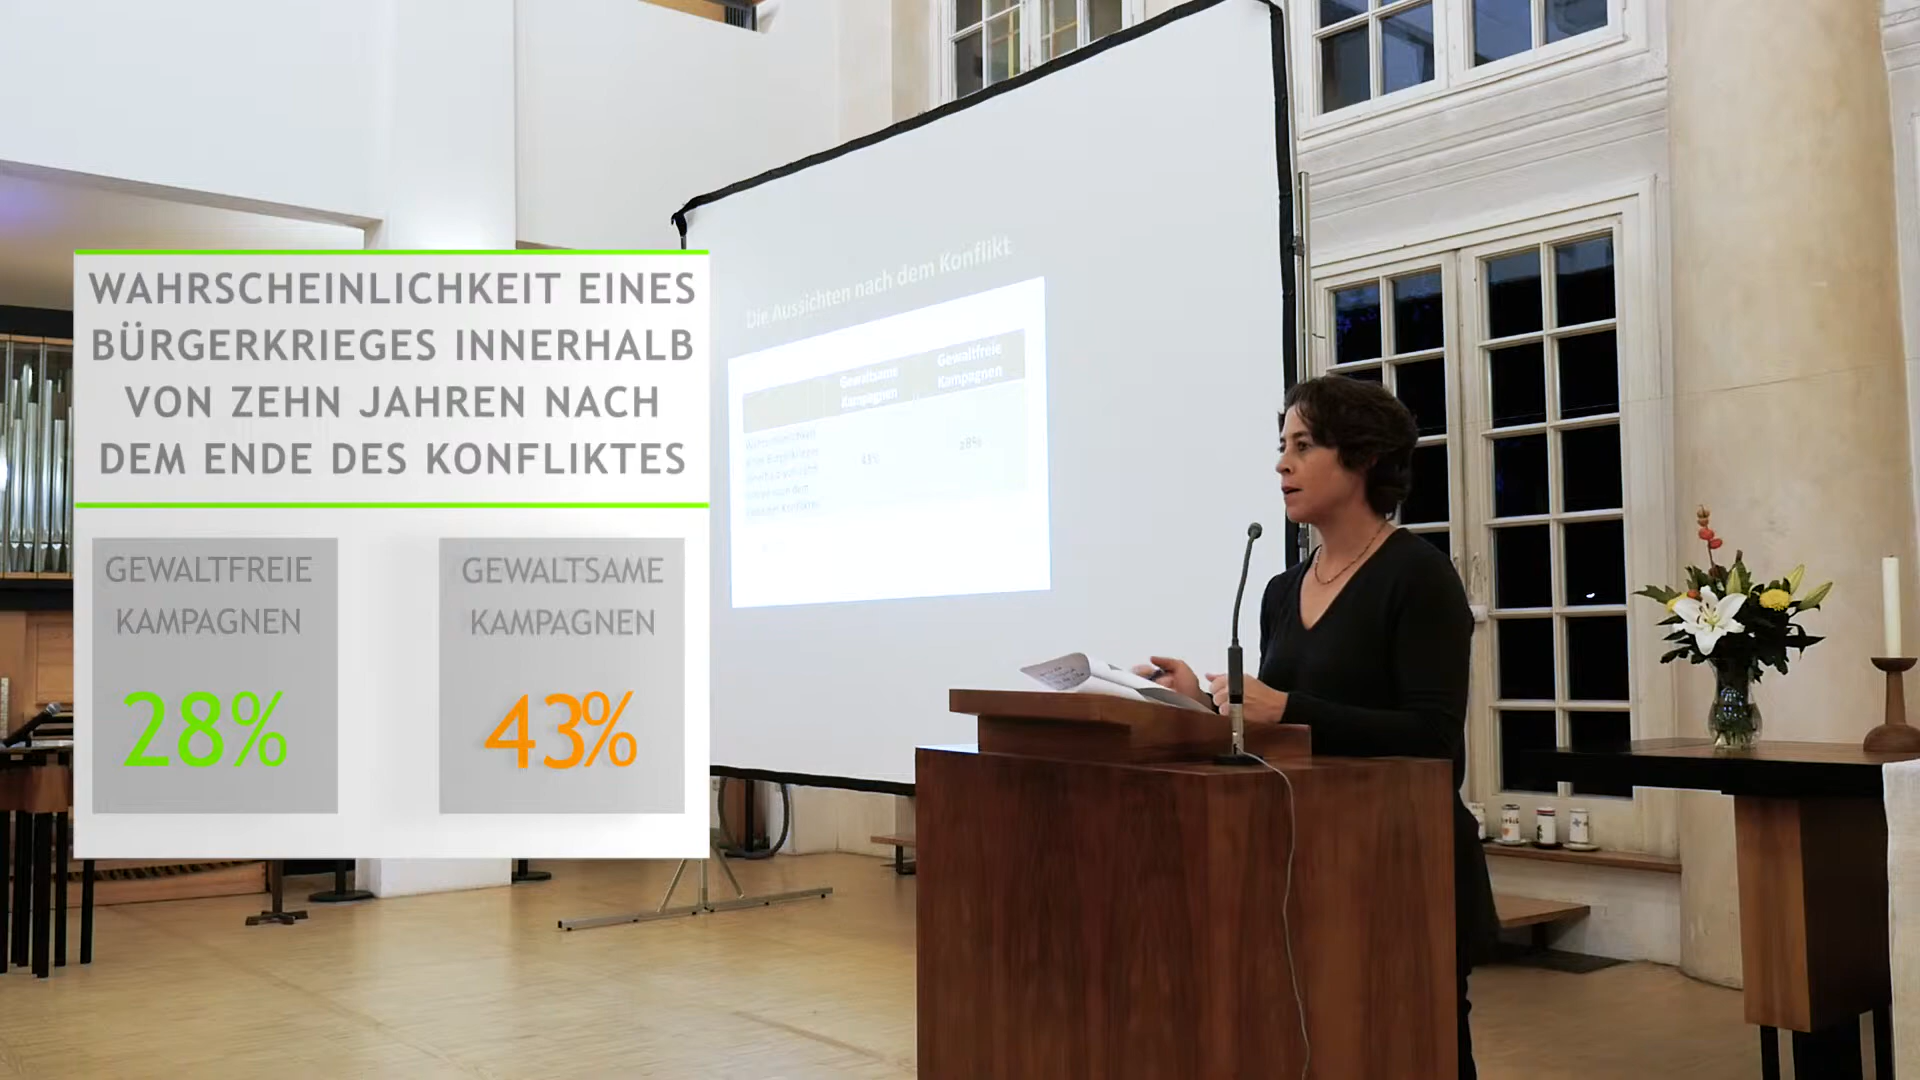 WAHRSCHEINLICHKEIT EINES
BÜRGERKRIEGES INNERHALB
VON ZEHN JAHREN NACH
DEM ENDE DES KONFLIKTES
GEWALTFREIE
KAMPAGNEN
28%
GEWALTSAME
KAMPAGNEN
43%
Die Aussichten nach dem Konflikt
Gewaltsame
Kampagnen
Gewaltfreie
Kampagnen
43%
28%